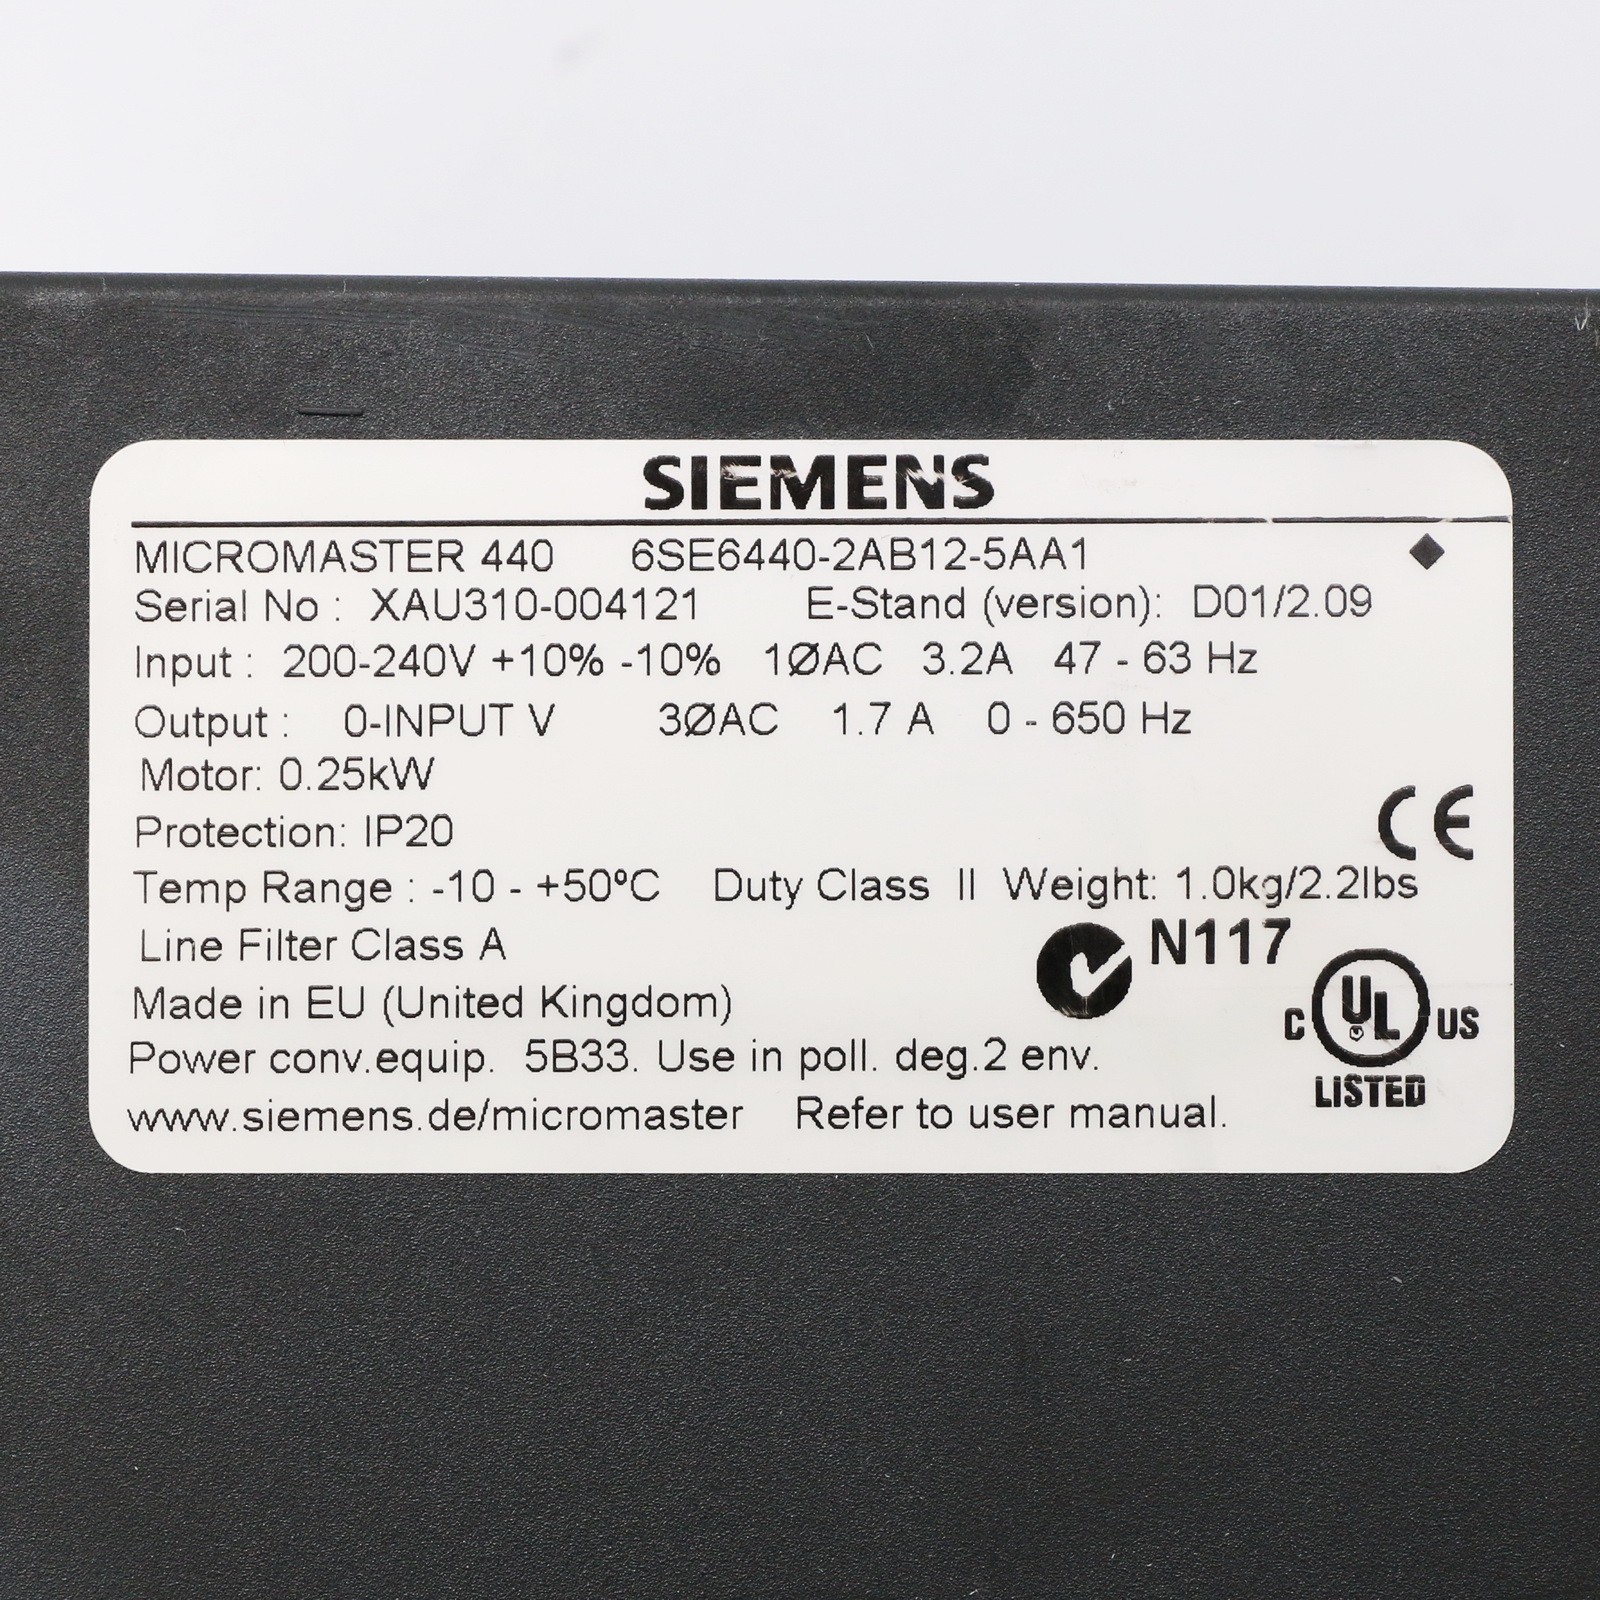 SIEMENS
MICROMASTER 440 6SE6440-2AB12-5AA1
Serial No : XAU310-004121 E-Stand (version): D01/2.09
Input : 200-240V +10% -10% 1ØAC 3.2A 47 - 63 Hz
Output : 0-INPUT V 3ØAC 1.7 A 0 - 650 Hz
Motor: 0.25kW
Protection: IP20
CE
Temp Range : -10 - +50ºC Duty Class II Weight: 1.0kg/2.2lbs
Line Filter Class A
N117
Made in EU (United Kingdom)
C UL US
LISTED
Power conv.equip. 5B33. Use in poll. deg.2 env.
www.siemens.de/micromaster Refer to user manual.